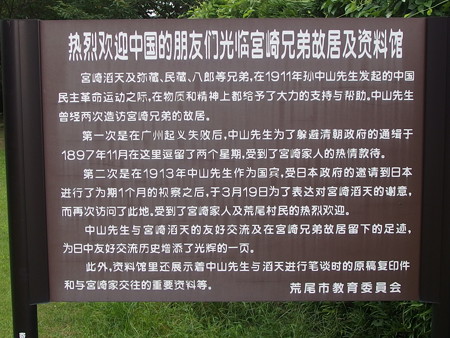 热烈欢迎中国的朋友们光临宫崎兄弟故居及资料馆
宫崎滔天及弥蔵、民蔵、八郎等兄弟，在1911年孙中山先生发起的中国
民主革命运动之际，在物质和精神上都给予了大力的支持与帮助。中山先生
曾经两次造访宫崎兄弟的故居。
第一次是在广州起义失败后，中山先生为了躲避清朝政府的通缉于
1897年11月在这里逗留了两个星期，受到了宫崎家人的热情款待。
第二次是在1913年中山先生作为国宾，受日本政府的邀请到日本
进行了为期1个月的视察之后，于3月19日为了表达对宫崎滔天的谢意，
而再次访问了此地。受到了宫崎家人及荒尾村民的热烈欢迎。
中山先生与宫崎滔天的友好交流及在宫崎兄弟故居留下的足迹，
为日中友好交流历史增添了光辉的一页。
此外，资料馆里还展示着中山先生与滔天进行笔谈时的原稿复印件
和与宫崎家交往的重要资料等。
荒尾市教育委員会